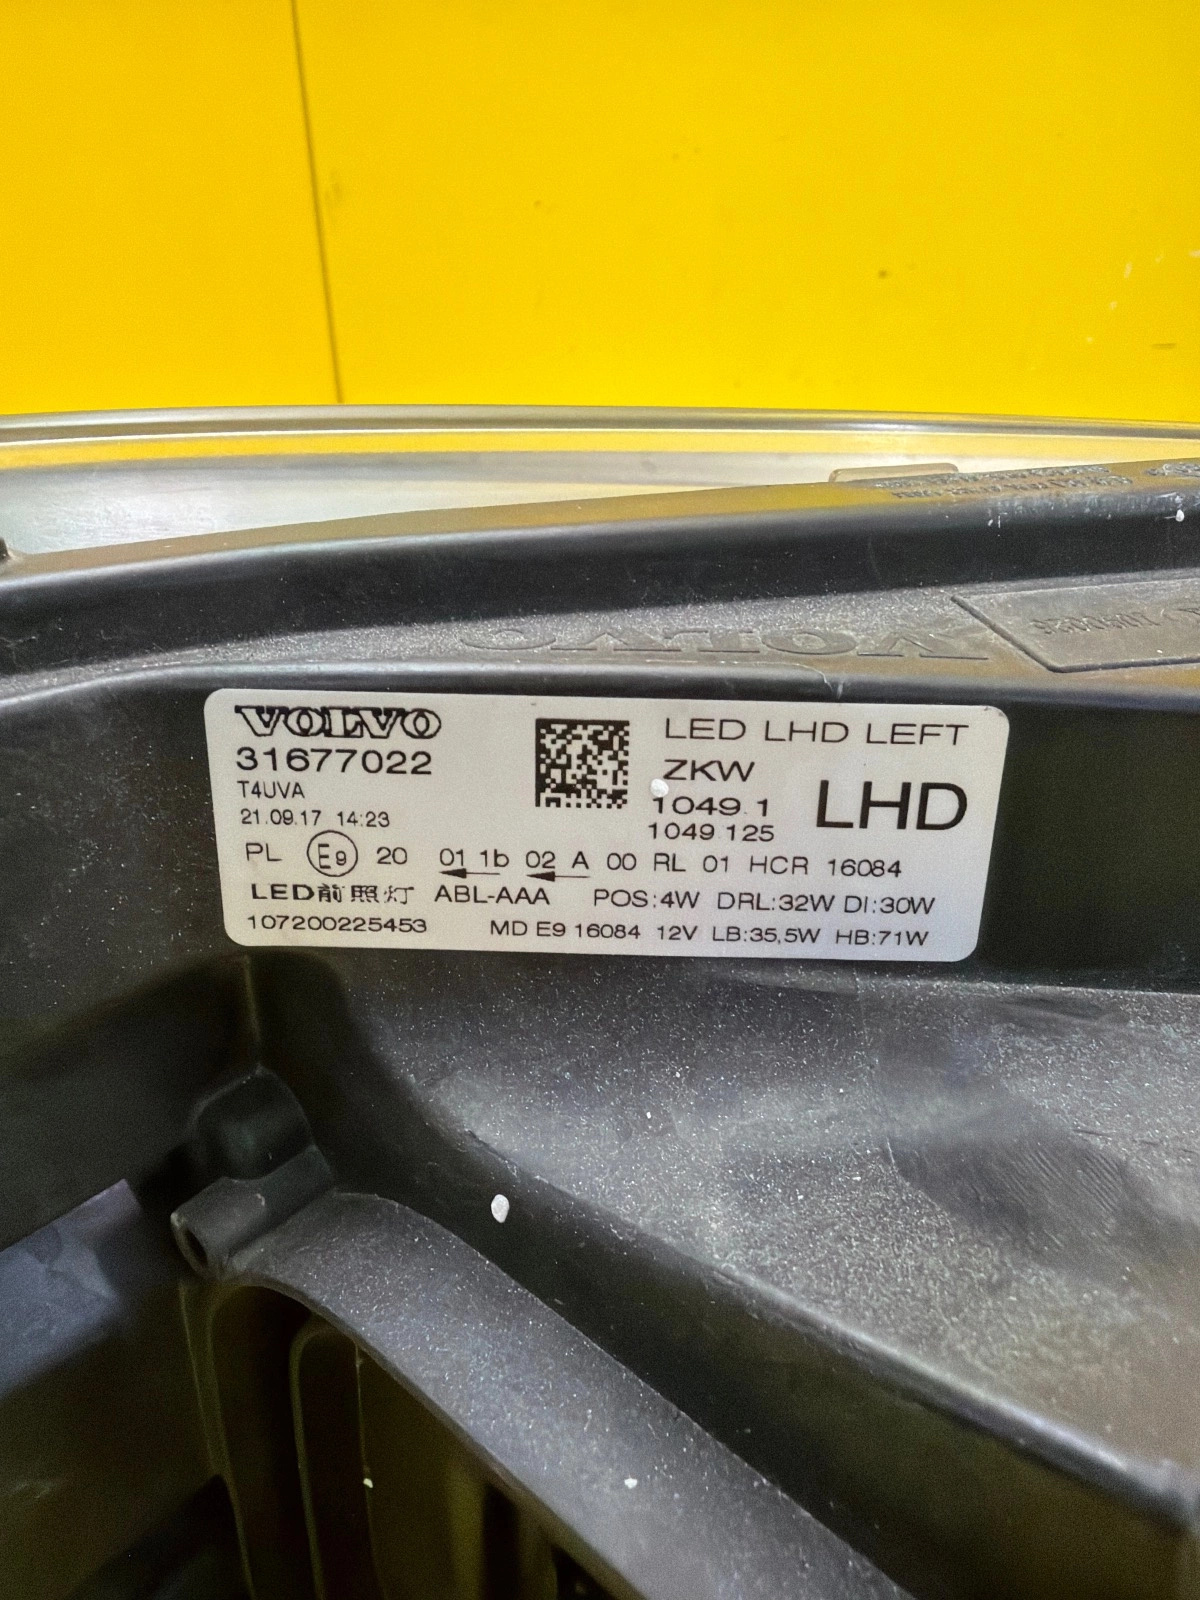 VOLVO
VOLVO
31677022
T4UVA
21.09.17 14:23
LED LHD LEFT
ZKW
1049.1
1049 125
LHD
PL E9 20 01 1b 02 A 00 RL 01 HCR 16084
LED前照灯 ABL-AAA POS:4W DRL:32W DI:30W
107200225453 MD E9 16084 12V LB:35,5W HB:71W